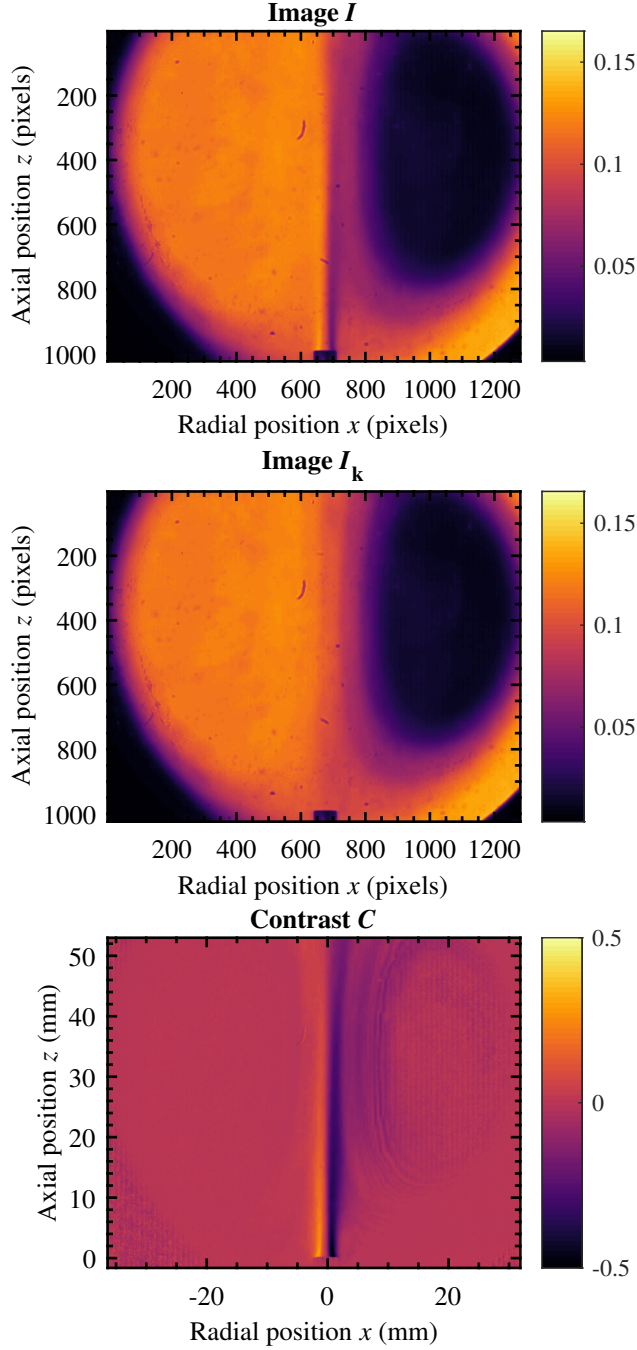 Image I
Axial position z (pixels)
200
400
600
800
1000
200 400 600 800 1000 1200
Radial position x (pixels)
0.15
0.1
0.05
Image Iₖ
Axial position z (pixels)
200
400
600
800
1000
200 400 600 800 1000 1200
Radial position x (pixels)
0.15
0.1
0.05
Contrast C
Axial position z (mm)
50
40
30
20
10
0
-20 0 20
Radial position x (mm)
0.5
0
-0.5